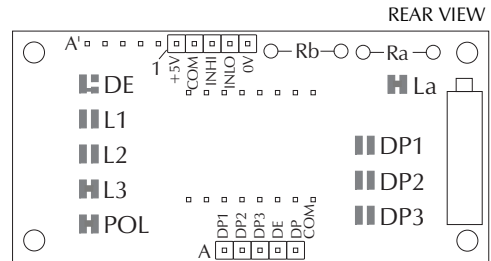 REAR VIEW
A'
1
+5V
COM
INHI
INLO
0V
Rb
Ra
DE
La
L1
L2
L3
POL
DP1
DP2
DP3
DP1
DP2
DP3
DE
DP
COM
A